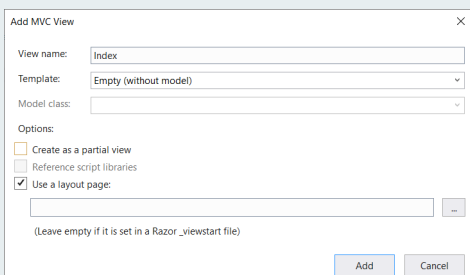 Add MVC View
View name: Index
Template: Empty (without model)
Model class:
Options:
Create as a partial view
Reference script libraries
Use a layout page:
...
(Leave empty if it is set in a Razor _viewstart file)
Add Cancel